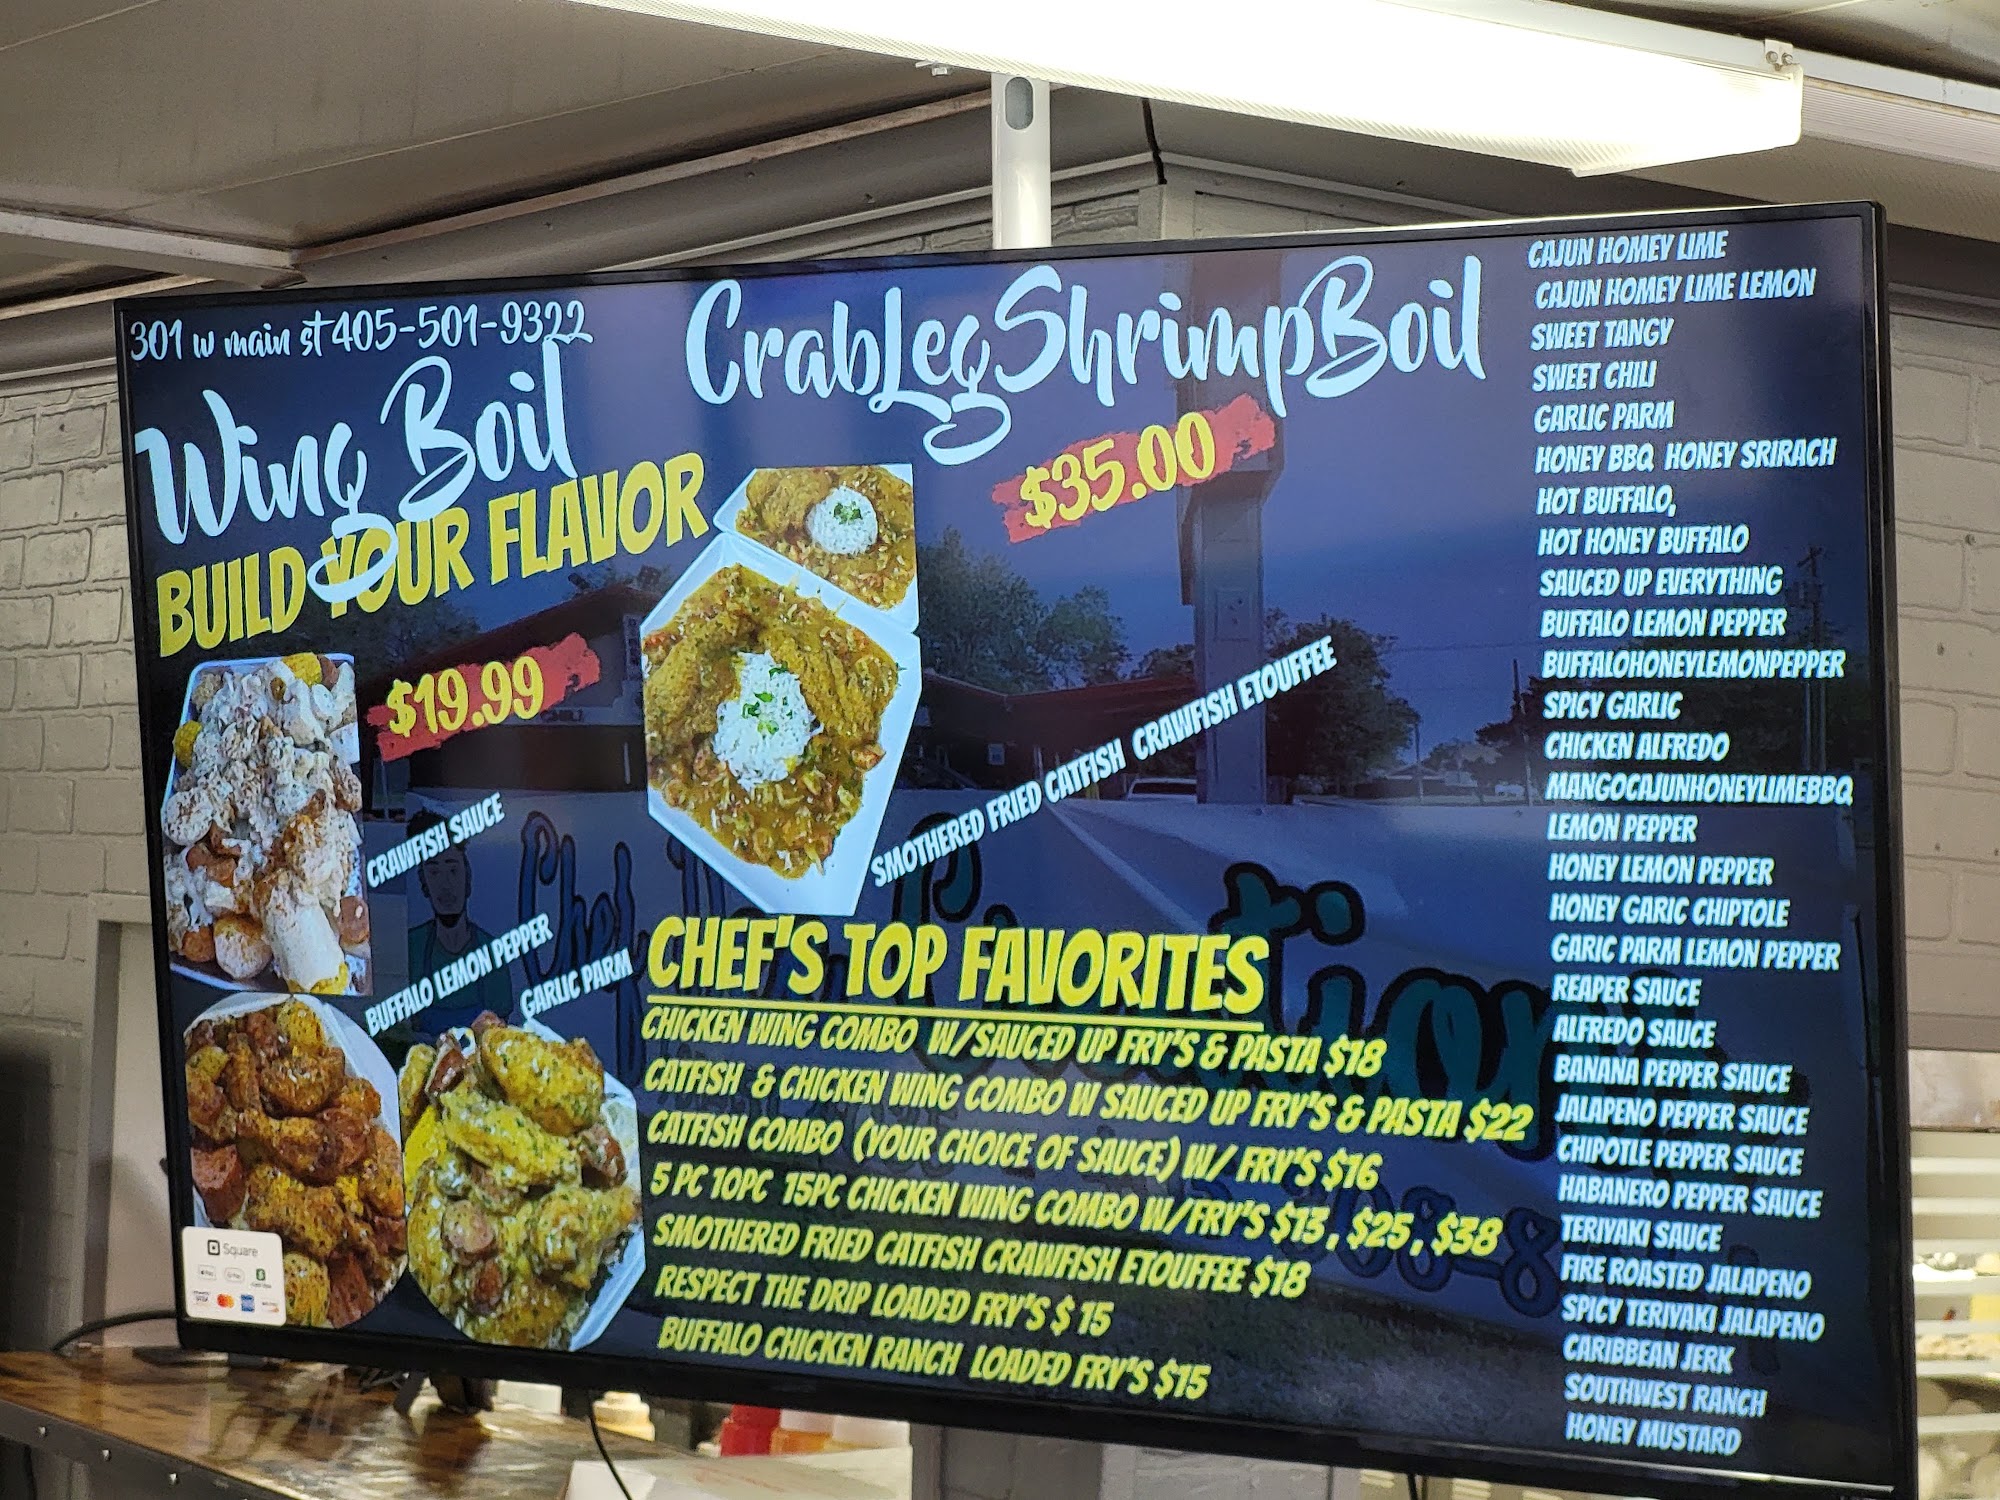 301 w main st 405-501-9322
Wing Boil
BUILD YOUR FLAVOR
$19.99
CRAWFISH SAUCE
BUFFALO LEMON PEPPER
GARLIC PARM
Square
CrabLegShrimpBoil
$35.00
SMOTHERED FRIED CATFISH CRAWFISH ETOUFFEE
CHEF'S TOP FAVORITES
CHICKEN WING COMBO W/SAUCED UP FRY'S & PASTA $18
CATFISH & CHICKEN WING COMBO W SAUCED UP FRY'S & PASTA $22
CATFISH COMBO (YOUR CHOICE OF SAUCE) W/ FRY'S $16
5 PC 10PC 15PC CHICKEN WING COMBO W/FRY'S $13, $25, $38
SMOTHERED FRIED CATFISH CRAWFISH ETOUFFEE $18
RESPECT THE DRIP LOADED FRY'S $ 15
BUFFALO CHICKEN RANCH LOADED FRY'S $15
CAJUN HOMEY LIME
CAJUN HOMEY LIME LEMON
SWEET TANGY
SWEET CHILI
GARLIC PARM
HONEY BBQ HONEY SRIRACH
HOT BUFFALO,
HOT HONEY BUFFALO
SAUCED UP EVERYTHING
BUFFALO LEMON PEPPER
BUFFALOHONEYLEMONPEPPER
SPICY GARLIC
CHICKEN ALFREDO
MANGOCAJUNHONEYLIMEBBQ
LEMON PEPPER
HONEY LEMON PEPPER
HONEY GARIC CHIPTOLE
GARIC PARM LEMON PEPPER
REAPER SAUCE
ALFREDO SAUCE
BANANA PEPPER SAUCE
JALAPENO PEPPER SAUCE
CHIPOTLE PEPPER SAUCE
HABANERO PEPPER SAUCE
TERIYAKI SAUCE
FIRE ROASTED JALAPENO
SPICY TERIYAKI JALAPENO
CARIBBEAN JERK
SOUTHWEST RANCH
HONEY MUSTARD